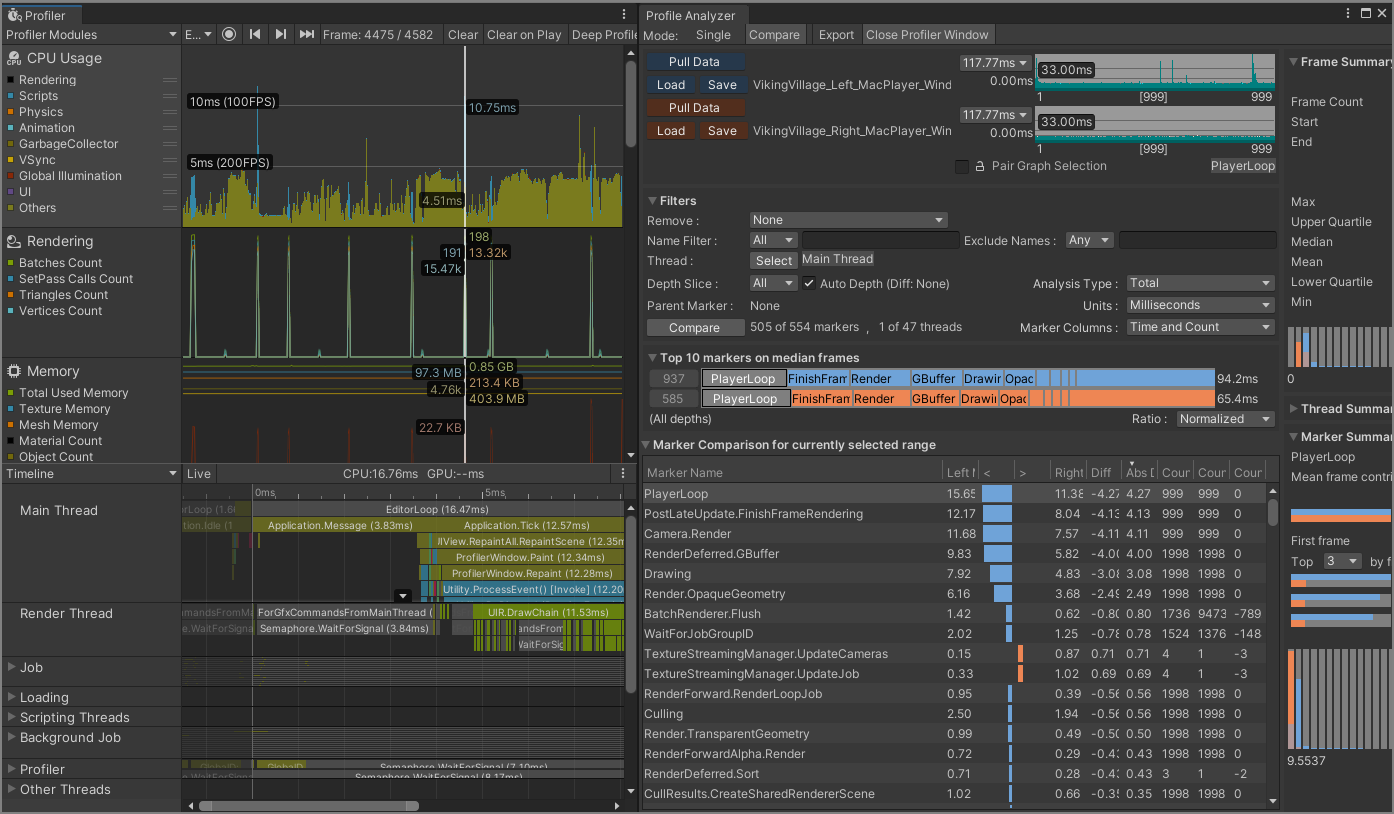 Profiler
Profiler Modules E... Frame: 4475 / 4582 Clear Clear on Play Deep Profile
CPU Usage
Rendering
Scripts
Physics
Animation
GarbageCollector
VSync
Global Illumination
UI
Others
10ms (100FPS)
10.75ms
5ms (200FPS)
4.51ms
Rendering
Batches Count
SetPass Calls Count
Triangles Count
Vertices Count
198
191 13.32k
15.47k
Memory
Total Used Memory
Texture Memory
Mesh Memory
Material Count
Object Count
97.3 MB 0.85 GB
4.76k 213.4 KB
403.9 MB
22.7 KB
Timeline Live CPU:16.76ms GPU:--ms
0ms 5ms
Main Thread
EditorLoop (16.47ms)
Application.Message (3.83ms) Application.Tick (12.57ms)
IView.RepaintAll.RepaintScene (12.35m
ProfilerWindow.Paint (12.34ms)
ProfilerWindow.Repaint (12.28ms)
Utility.ProcessEvent() [Invoke] (12.20
Render Thread
ForGfxCommandsFromMainThread ( UIR.DrawChain (11.53ms)
Semaphore.WaitForSignal (3.84ms) andsFrom
WaitForSig
Job
Loading
Scripting Threads
Background Job
Profiler
Semaphore.WaitForSignal (7.10ms)
Semaphore.WaitForSignal (8.17ms)
Other Threads
Profile Analyzer
Mode: Single Compare Export Close Profiler Window
Pull Data
Load Save VikingVillage_Left_MacPlayer_Wind
117.77ms 33.00ms
0.00ms
1 [999] 999
Pull Data
Load Save VikingVillage_Right_MacPlayer_Win
117.77ms 33.00ms
0.00ms
1 [999] 999
Pair Graph Selection PlayerLoop
Filters
Remove : None
Name Filter : All Exclude Names : Any
Thread : Select Main Thread
Depth Slice : All Auto Depth (Diff: None) Analysis Type : Total
Parent Marker : None Units : Milliseconds
Compare 505 of 554 markers , 1 of 47 threads Marker Columns : Time and Count
Top 10 markers on median frames
937 PlayerLoop FinishFram Render GBuffer Drawin Opac 94.2ms
585 PlayerLoop FinishFram Render GBuffer Drawin Opac 65.4ms
(All depths) Ratio : Normalized
Marker Comparison for currently selected range
Marker Name Left M < > Right Diff Abs D Cour Cour Cour
PlayerLoop 15.65 11.38 -4.27 4.27 999 999 0
PostLateUpdate.FinishFrameRendering 12.17 8.04 -4.13 4.13 999 999 0
Camera.Render 11.68 7.57 -4.11 4.11 999 999 0
RenderDeferred.GBuffer 9.83 5.82 -4.00 4.00 1998 1998 0
Drawing 7.92 4.83 -3.08 3.08 1998 1998 0
Render.OpaqueGeometry 6.16 3.68 -2.49 2.49 1998 1998 0
BatchRenderer.Flush 1.42 0.62 -0.80 0.80 1736 9473 -789
WaitForJobGroupID 2.02 1.25 -0.78 0.78 1524 1376 -148
TextureStreamingManager.UpdateCameras 0.15 0.87 0.71 0.71 4 1 -3
TextureStreamingManager.UpdateJob 0.33 1.02 0.69 0.69 4 1 -3
RenderForward.RenderLoopJob 0.95 0.39 -0.56 0.56 1998 1998 0
Culling 2.50 1.94 -0.56 0.56 1998 1998 0
Render.TransparentGeometry 0.99 0.49 -0.50 0.50 1998 1998 0
RenderForwardAlpha.Render 0.72 0.29 -0.43 0.43 1998 1998 0
RenderDeferred.Sort 0.71 0.28 -0.43 0.43 3 1 -2
CullResults.CreateSharedRendererScene 1.02 0.66 -0.35 0.35 1998 1998 0
Frame Summary
Frame Count
Start
End
Max
Upper Quartile
Median
Mean
Lower Quartile
Min
0
Thread Summa
Marker Summa
PlayerLoop
Mean frame contri
First frame
Top 3 by f
9.5537